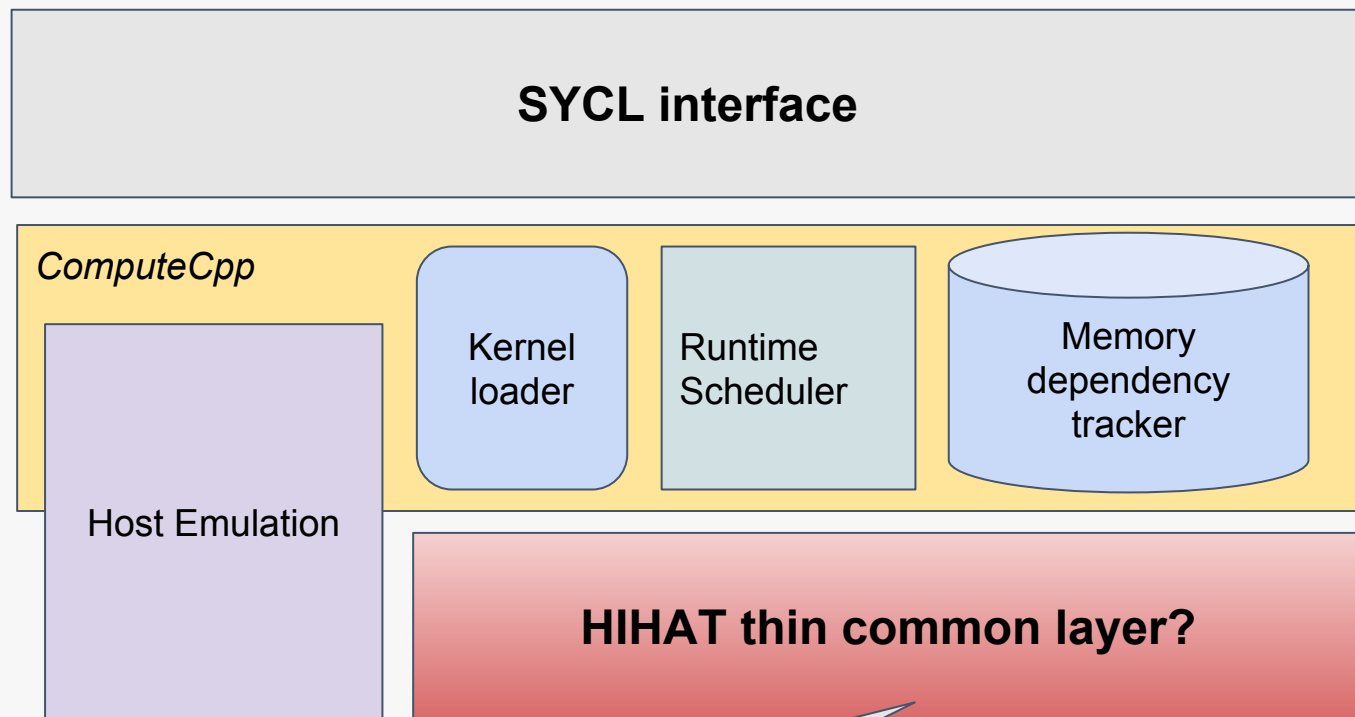 SYCL interface
ComputeCpp
Kernel
loader
Runtime
Scheduler
Memory
dependency
tracker
Host Emulation
HIHAT thin common layer?